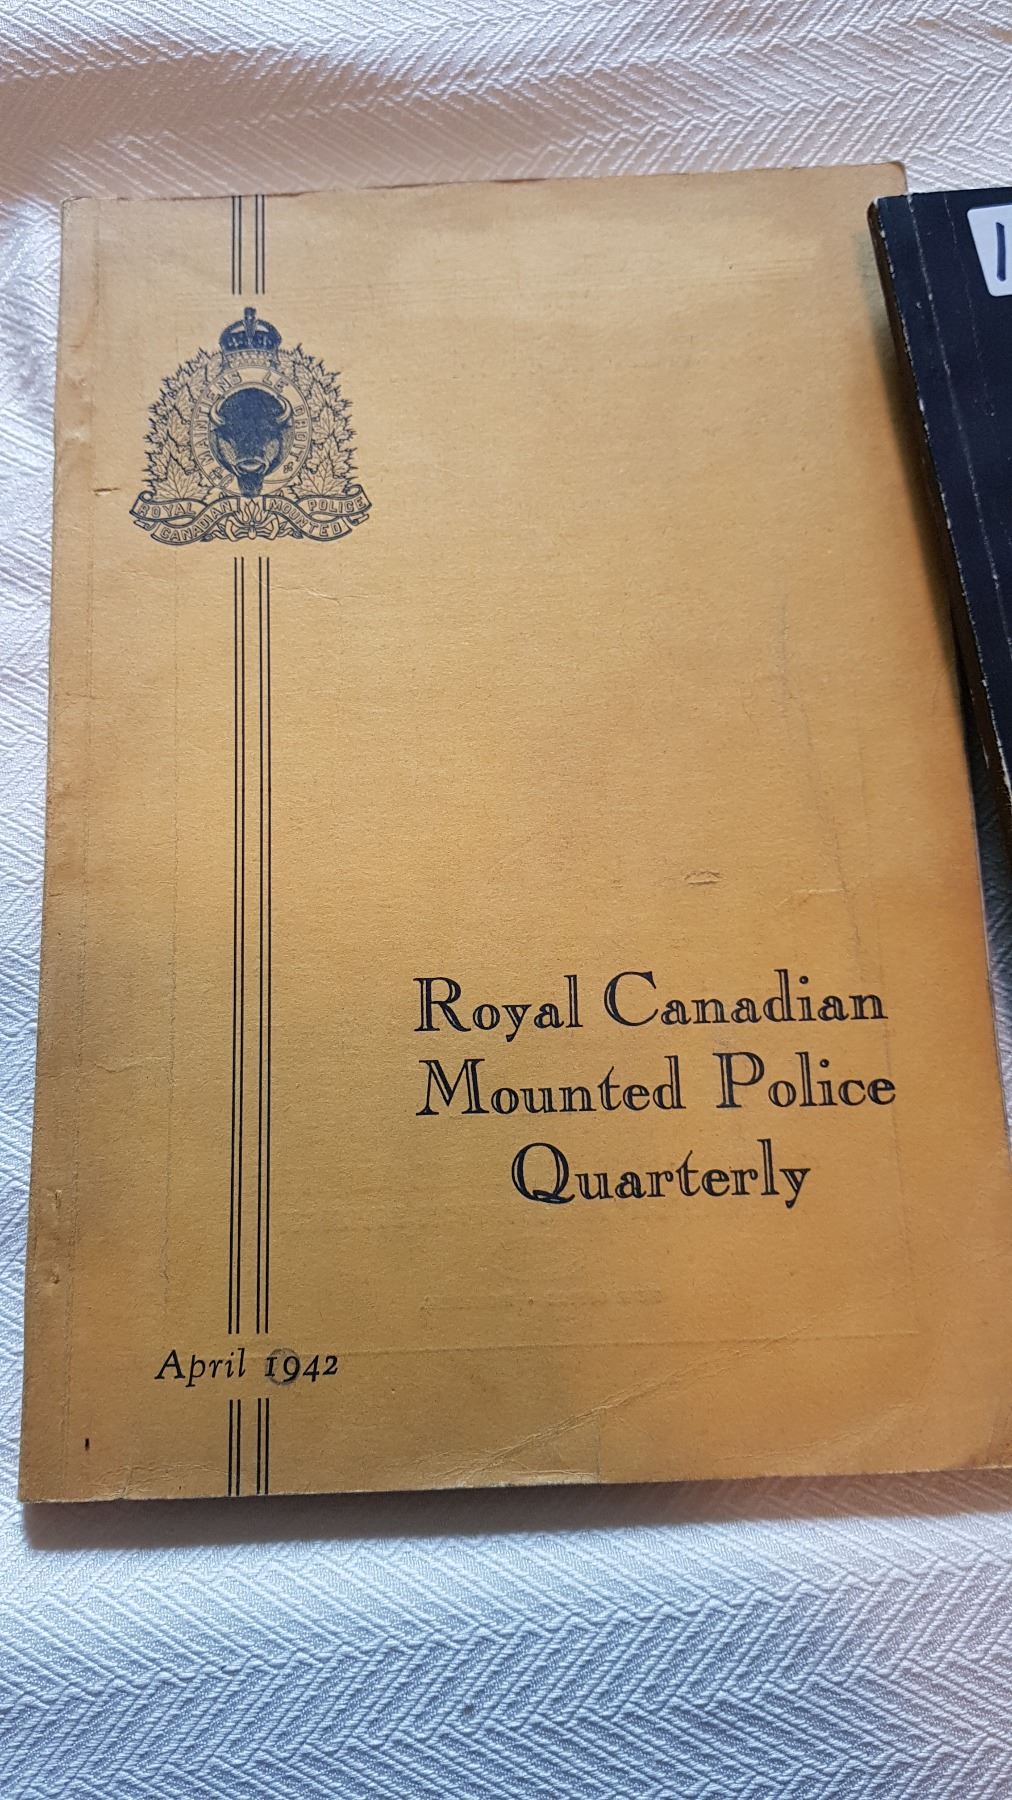 MAINTIENS LE DROIT
ROYAL CANADIAN MOUNTED POLICE
Royal Canadian
Mounted Police
Quarterly
April 1942